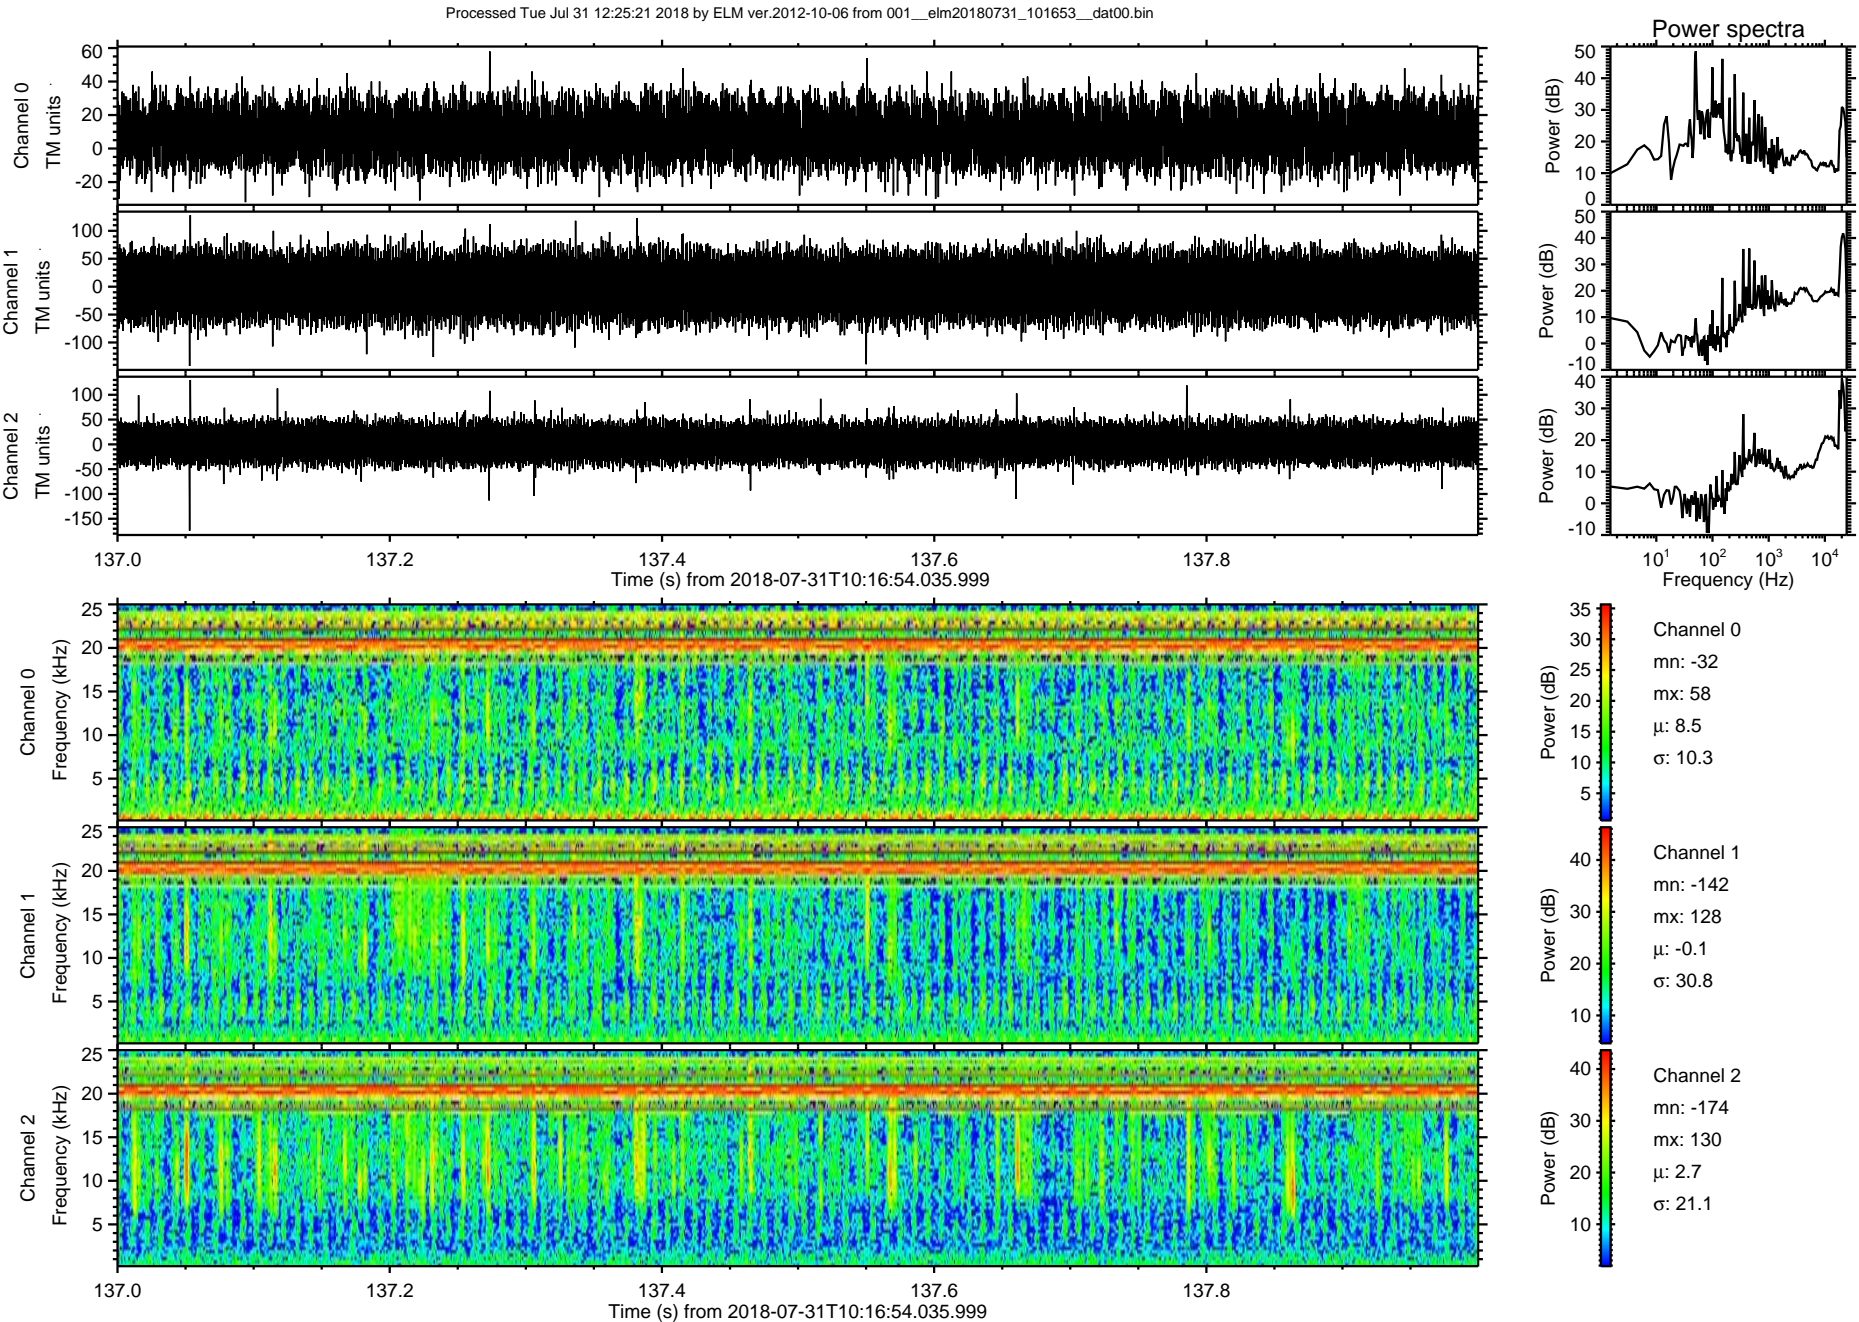 Processed Tue Jul 31 12:25:21 2018 by ELM ver.2012-10-06 from 001__elm20180731_101653__dat00.bin
Power spectra
Channel 0
TM units
60
40
20
0
-20
Power (dB)
50
40
30
20
10
0
Channel 1
TM units
100
50
0
-50
-100
Power (dB)
50
40
30
20
10
0
-10
Channel 2
TM units
100
50
0
-50
-100
-150
Power (dB)
40
30
20
10
0
-10
137.0 137.2 137.4 137.6 137.8
Time (s) from 2018-07-31T10:16:54.035.999
10^1 10^2 10^3 10^4
Frequency (Hz)
Channel 0
Frequency (kHz)
25
20
15
10
5
Power (dB)
35
30
25
20
15
10
5
Channel 0
mn: -32
mx: 58
μ: 8.5
σ: 10.3
Channel 1
Frequency (kHz)
25
20
15
10
5
Power (dB)
40
30
20
10
Channel 1
mn: -142
mx: 128
μ: -0.1
σ: 30.8
Channel 2
Frequency (kHz)
25
20
15
10
5
Power (dB)
40
30
20
10
Channel 2
mn: -174
mx: 130
μ: 2.7
σ: 21.1
137.0 137.2 137.4 137.6 137.8
Time (s) from 2018-07-31T10:16:54.035.999